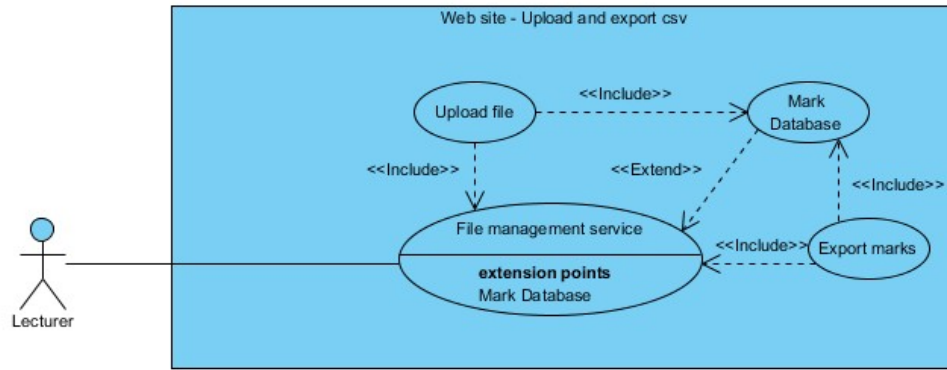 Web site - Upload and export csv
Upload file
<<Include>>
Mark
Database
<<Include>>
<<Extend>>
<<Include>>
File management service
<<Include>>
Export marks
extension points
Mark Database
Lecturer